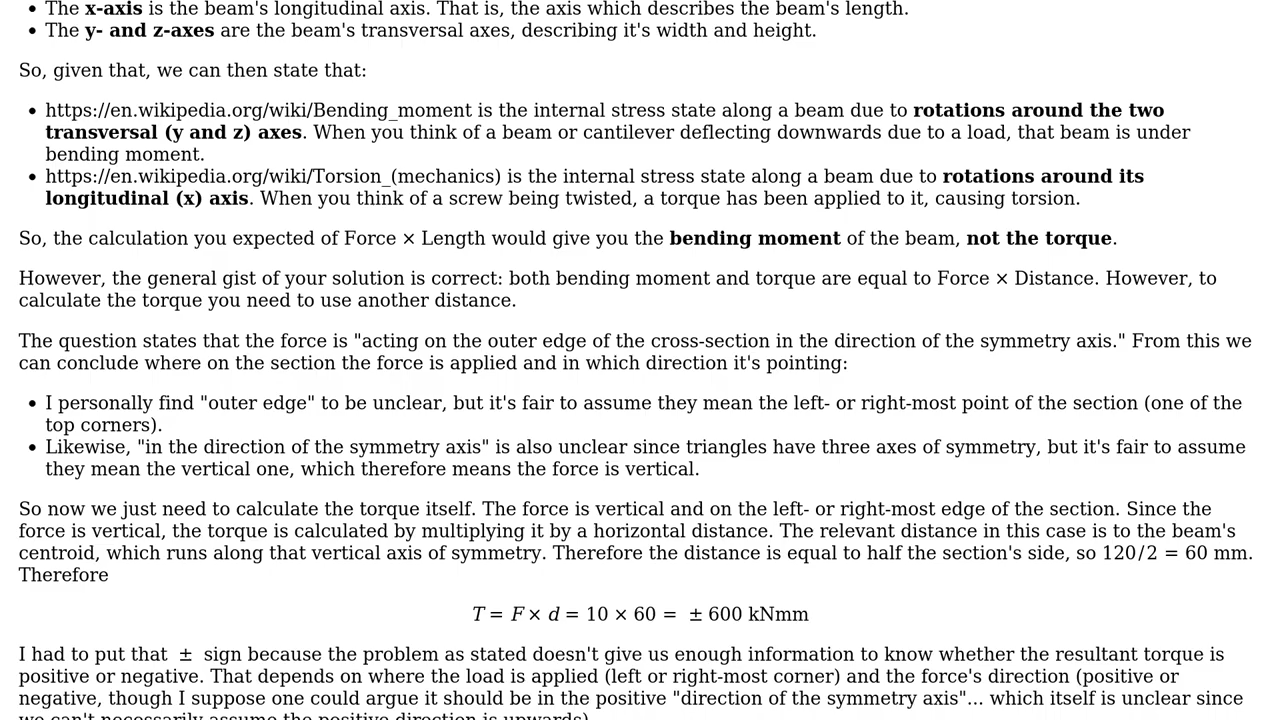 • The x-axis is the beam's longitudinal axis. That is, the axis which describes the beam's length.
• The y- and z-axes are the beam's transversal axes, describing it's width and height.
So, given that, we can then state that:
• https://en.wikipedia.org/wiki/Bending_moment is the internal stress state along a beam due to rotations around the two
transversal (y and z) axes. When you think of a beam or cantilever deflecting downwards due to a load, that beam is under
bending moment.
• https://en.wikipedia.org/wiki/Torsion_(mechanics) is the internal stress state along a beam due to rotations around its
longitudinal (x) axis. When you think of a screw being twisted, a torque has been applied to it, causing torsion.
So, the calculation you expected of Force × Length would give you the bending moment of the beam, not the torque.
However, the general gist of your solution is correct: both bending moment and torque are equal to Force × Distance. However, to
calculate the torque you need to use another distance.
The question states that the force is "acting on the outer edge of the cross-section in the direction of the symmetry axis." From this we
can conclude where on the section the force is applied and in which direction it's pointing:
• I personally find "outer edge" to be unclear, but it's fair to assume they mean the left- or right-most point of the section (one of the
top corners).
• Likewise, "in the direction of the symmetry axis" is also unclear since triangles have three axes of symmetry, but it's fair to assume
they mean the vertical one, which therefore means the force is vertical.
So now we just need to calculate the torque itself. The force is vertical and on the left- or right-most edge of the section. Since the
force is vertical, the torque is calculated by multiplying it by a horizontal distance. The relevant distance in this case is to the beam's
centroid, which runs along that vertical axis of symmetry. Therefore the distance is equal to half the section's side, so 120/2 = 60 mm.
Therefore
T = F × d = 10 × 60 = ± 600 kNmm
I had to put that ± sign because the problem as stated doesn't give us enough information to know whether the resultant torque is
positive or negative. That depends on where the load is applied (left or right-most corner) and the force's direction (positive or
negative, though I suppose one could argue it should be in the positive "direction of the symmetry axis"... which itself is unclear since
we can't necessarily assume the positive direction is upwards).